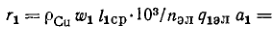 r₁ = ρCu w₁ l₁ср·10³/nэл q₁эл a₁ =